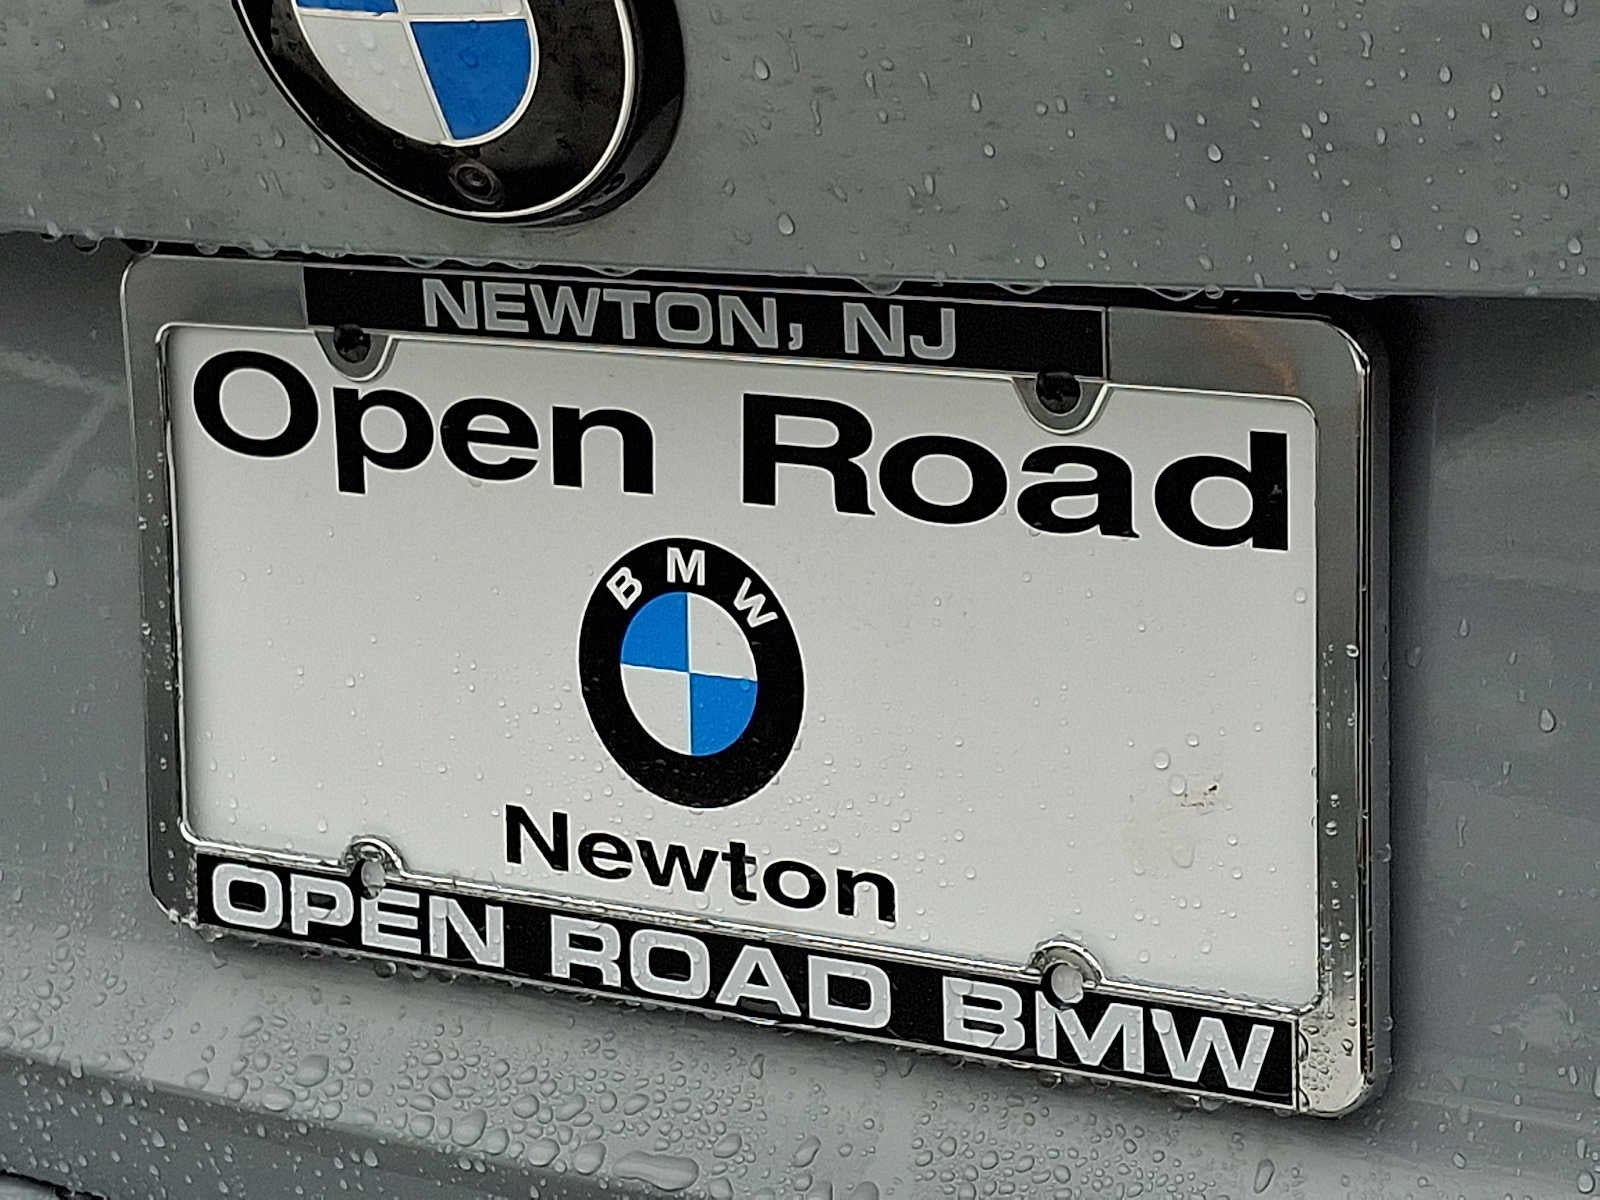 NEWTON, NJ
Open Road
BMW
Newton
OPEN ROAD BMW